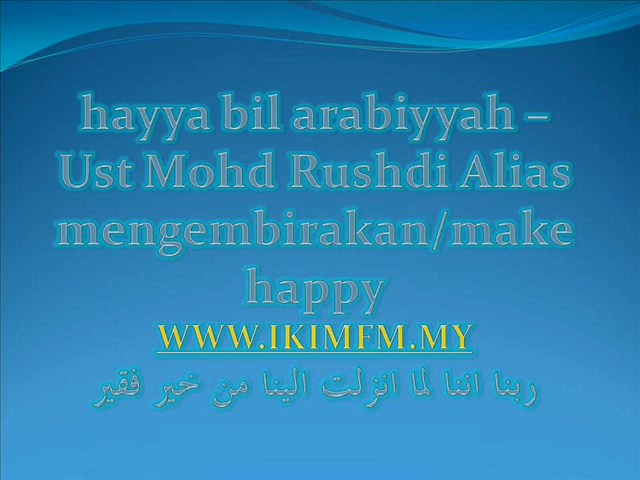 hayya bil arabiyyah –
Ust Mohd Rushdi Alias
mengembirakan/make
happy
WWW.IKIMFM.MY
ربنا اننا لما انزلت الينا من خير فقير